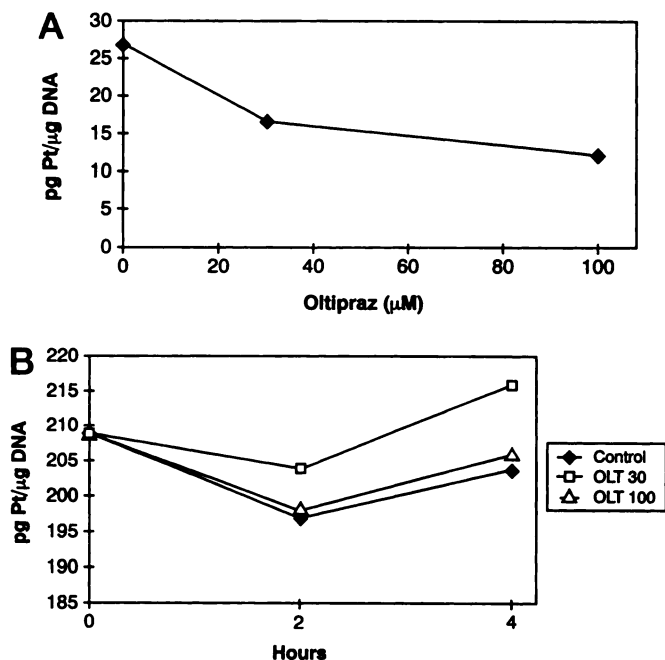 A
pg Pt/μg DNA
30
25
20
15
10
5
0
0 20 40 60 80 100
Oltipraz (μM)
B
pg Pt/μg DNA
220
215
210
205
200
195
190
185
0 2 4
Hours
Control
OLT 30
OLT 100